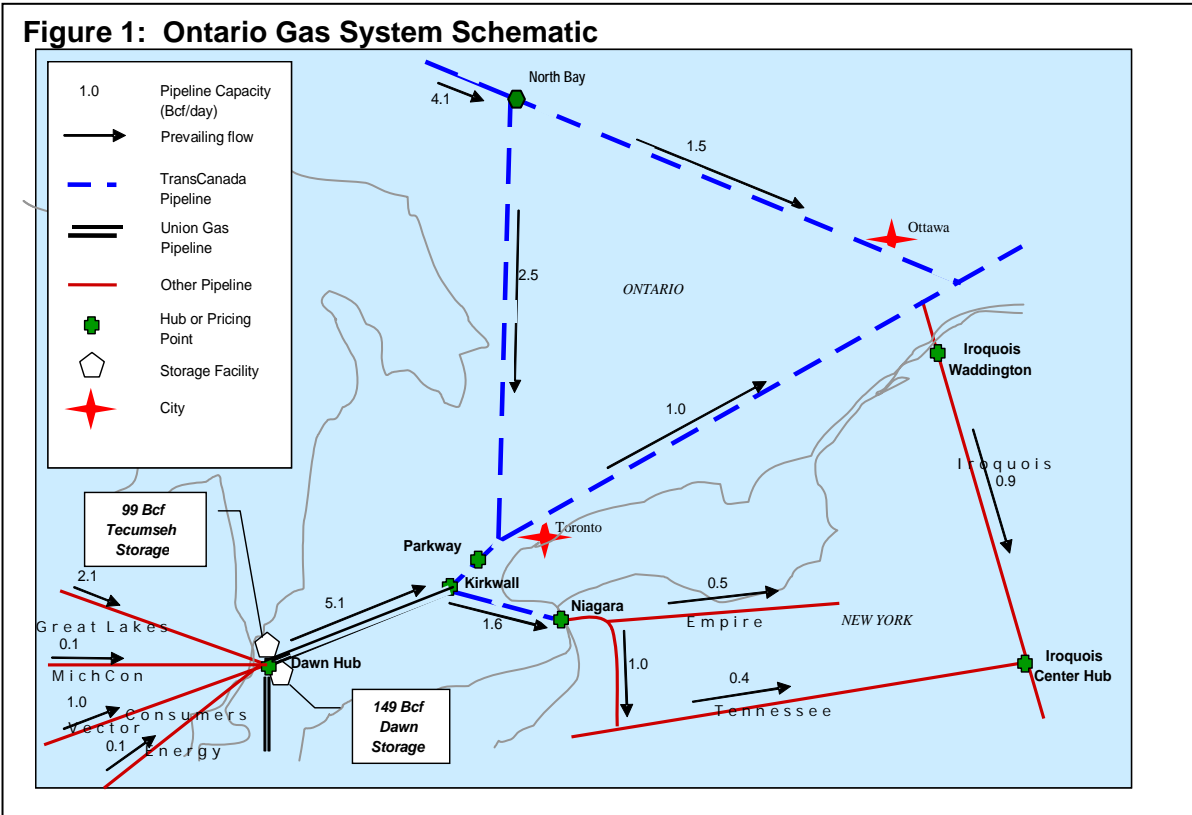 Figure 1: Ontario Gas System Schematic
1.0
Pipeline Capacity
(Bcf/day)
Prevailing flow
TransCanada
Pipeline
Union Gas
Pipeline
Other Pipeline
Hub or Pricing
Point
Storage Facility
City
North Bay
4.1
1.5
Ottawa
2.5
ONTARIO
Iroquois
Waddington
1.0
Iroquois
0.9
99 Bcf
Tecumseh
Storage
Toronto
Parkway
Kirkwall
2.1
Great Lakes
0.1
MichCon
5.1
1.6
Niagara
0.5
Empire
NEW YORK
Dawn Hub
1.0
Iroquois
Center Hub
1.0
Vector
Consumers
Energy
0.1
149 Bcf
Dawn
Storage
0.4
Tennessee